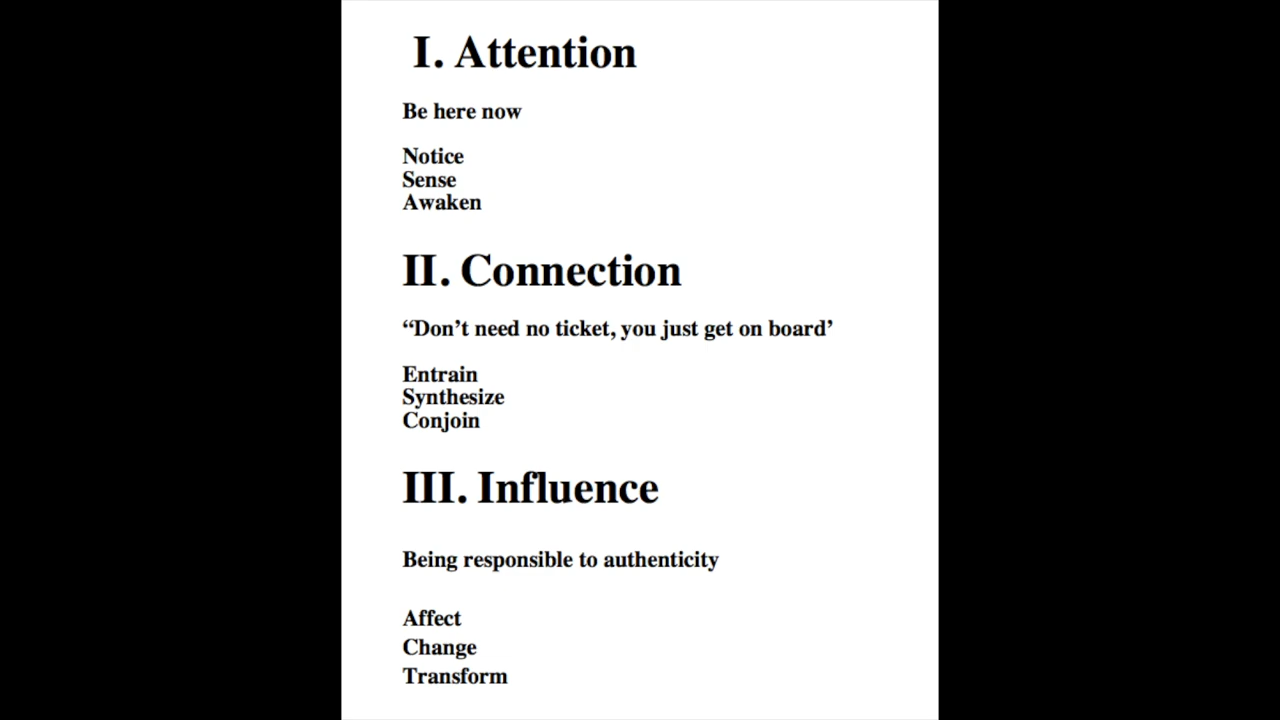 I. Attention
Be here now
Notice
Sense
Awaken
II. Connection
“Don’t need no ticket, you just get on board’
Entrain
Synthesize
Conjoin
III. Influence
Being responsible to authenticity
Affect
Change
Transform